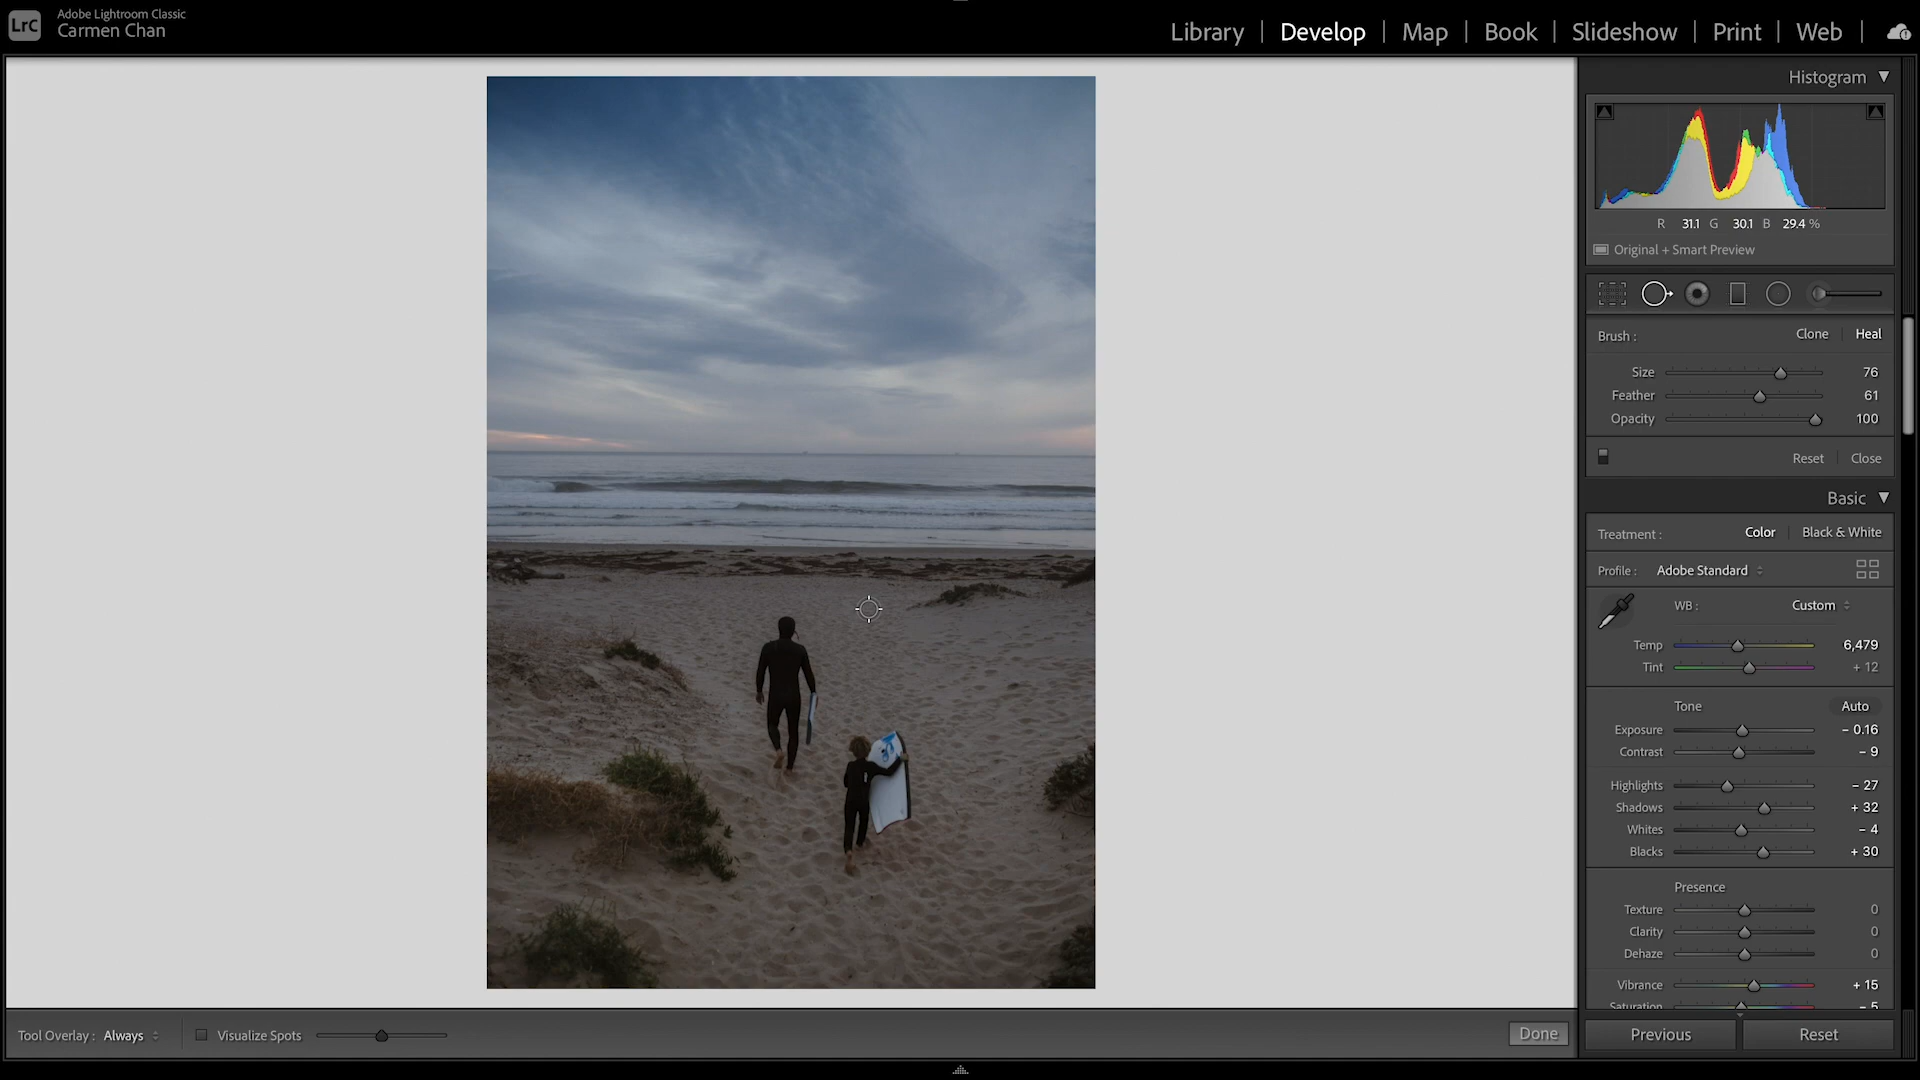 LrC
Adobe Lightroom Classic
Carmen Chan
Library | Develop | Map | Book | Slideshow | Print | Web
Histogram
R 31.1 G 30.1 B 29.4 %
Original + Smart Preview
Brush : Clone | Heal
Size 76
Feather 61
Opacity 100
Reset | Close
Basic
Treatment : Color | Black & White
Profile : Adobe Standard
WB : Custom
Temp 6,479
Tint + 12
Tone Auto
Exposure − 0.16
Contrast − 9
Highlights − 27
Shadows + 32
Whites − 4
Blacks + 30
Presence
Texture 0
Clarity 0
Dehaze 0
Vibrance + 15
Saturation − 5
Tool Overlay : Always Visualize Spots Done
Previous Reset